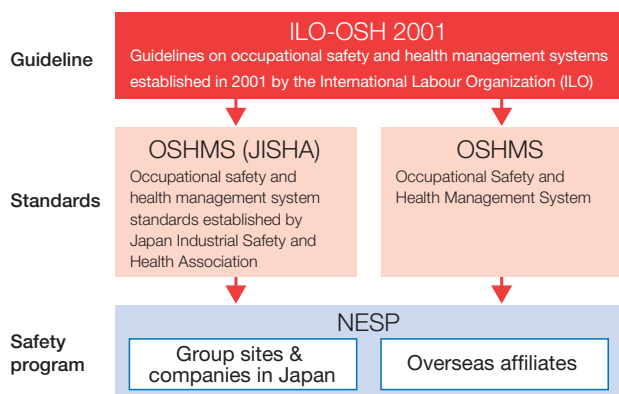 Guideline
ILO-OSH 2001
Guidelines on occupational safety and health management systems
established in 2001 by the International Labour Organization (ILO)
Standards
OSHMS (JISHA)
Occupational safety and
health management system
standards established by
Japan Industrial Safety and
Health Association
OSHMS
Occupational Safety and
Health Management System
Safety
program
NESP
Group sites &
companies in Japan
Overseas affiliates